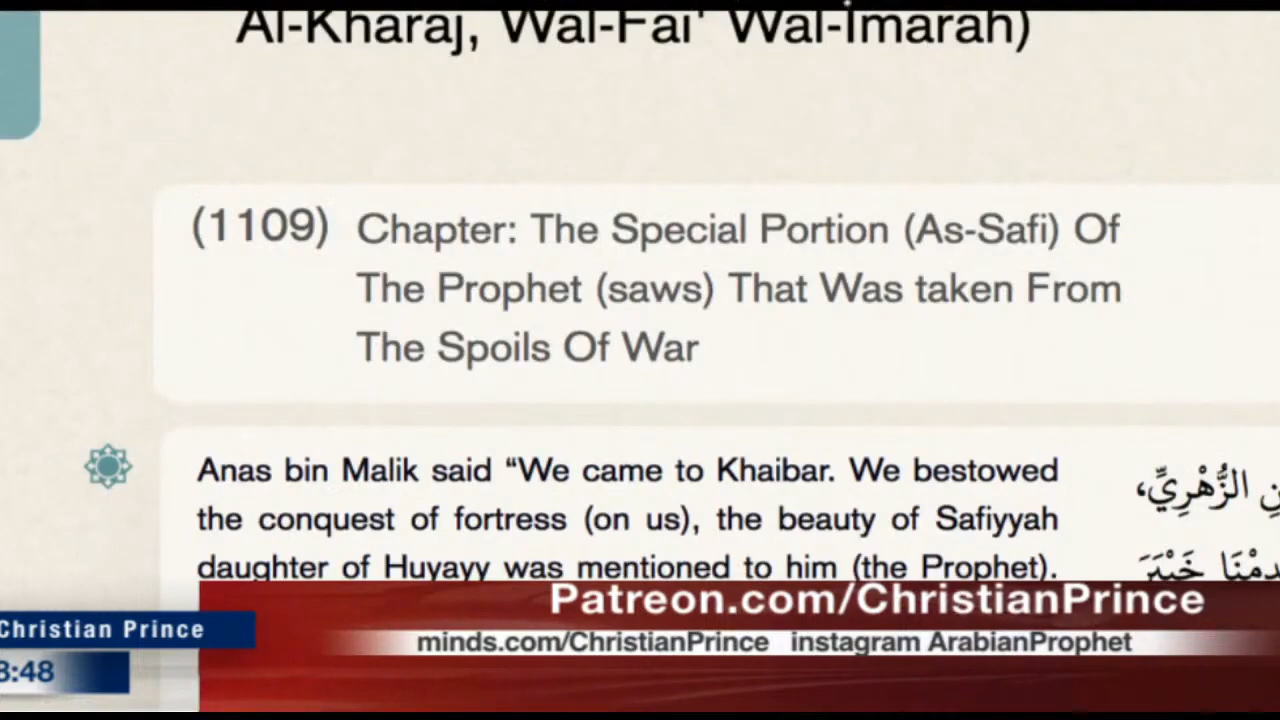 Al-Kharaj, Wal-Fai' Wal-Imarah)
(1109) Chapter: The Special Portion (As-Safi) Of
The Prophet (saws) That Was taken From
The Spoils Of War
Anas bin Malik said “We came to Khaibar. We bestowed
نِ الزُّهْرِيِّ،
the conquest of fortress (on us), the beauty of Safiyyah
daughter of Huyayy was mentioned to him (the Prophet).
خَيْبَرَ
Patreon.com/ChristianPrince
Christian Prince
minds.com/ChristianPrince instagram ArabianProphet
8:48